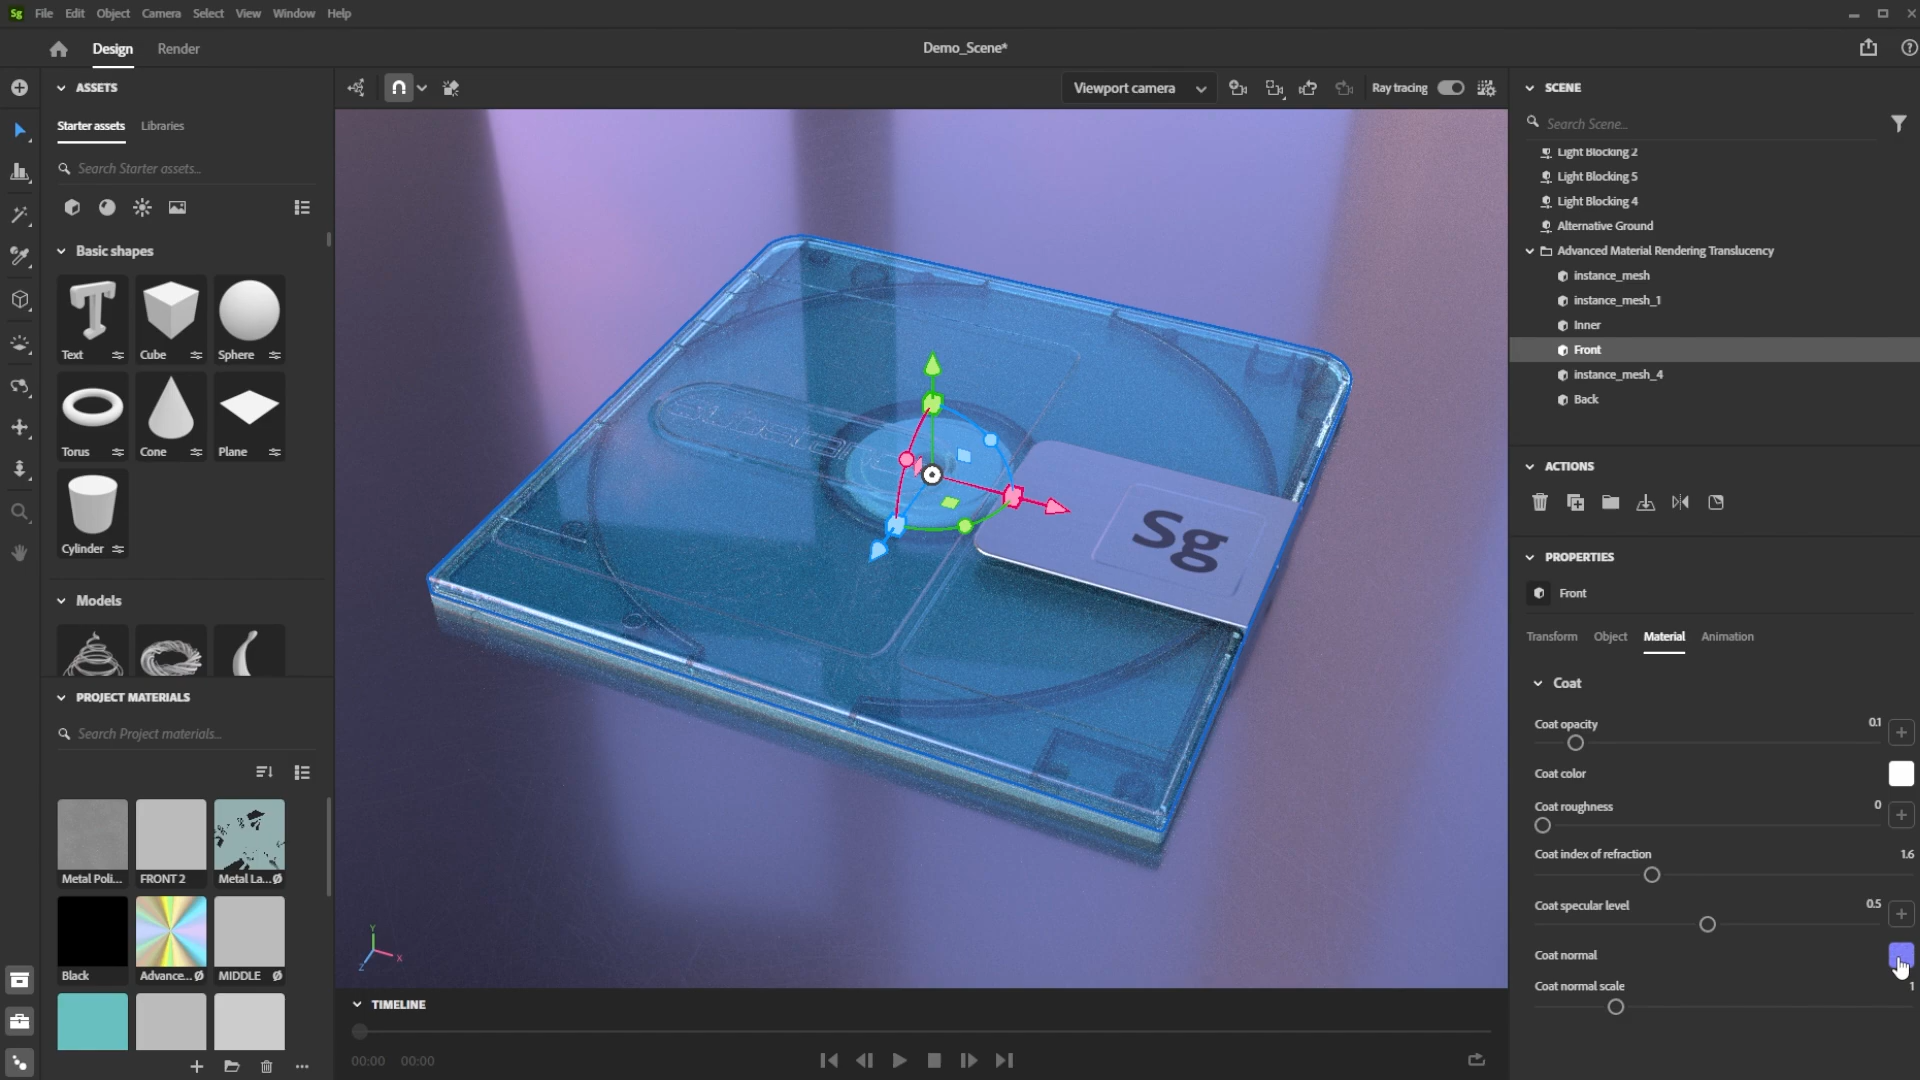 Sg File Edit Object Camera Select View Window Help
Design Render Demo_Scene*
ASSETS
Starter assets Libraries
Search Starter assets...
Basic shapes
Text Cube Sphere
Torus Cone Plane
Cylinder
Models
PROJECT MATERIALS
Search Project materials...
Metal Poli... FRONT 2 Metal La...
Black Advance... MIDDLE
Viewport camera Ray tracing
Sg
Y
X
Z
TIMELINE
00:00 00:00
SCENE
Search Scene...
Light Blocking 2
Light Blocking 5
Light Blocking 4
Alternative Ground
Advanced Material Rendering Translucency
instance_mesh
instance_mesh_1
Inner
Front
instance_mesh_4
Back
ACTIONS
PROPERTIES
Front
Transform Object Material Animation
Coat
Coat opacity 0.1
Coat color
Coat roughness 0
Coat index of refraction 1.6
Coat specular level 0.5
Coat normal
Coat normal scale 1